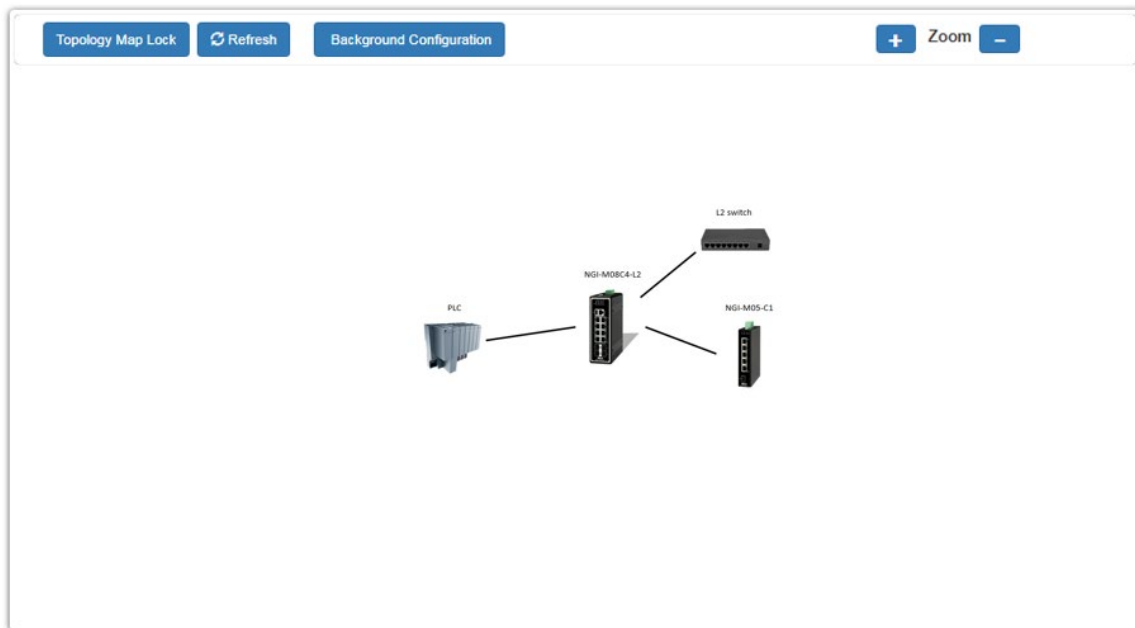 Topology Map Lock
Refresh
Background Configuration
+ Zoom −
L2 switch
NGI-M08C4-L2
PLC
NGI-M05-C1